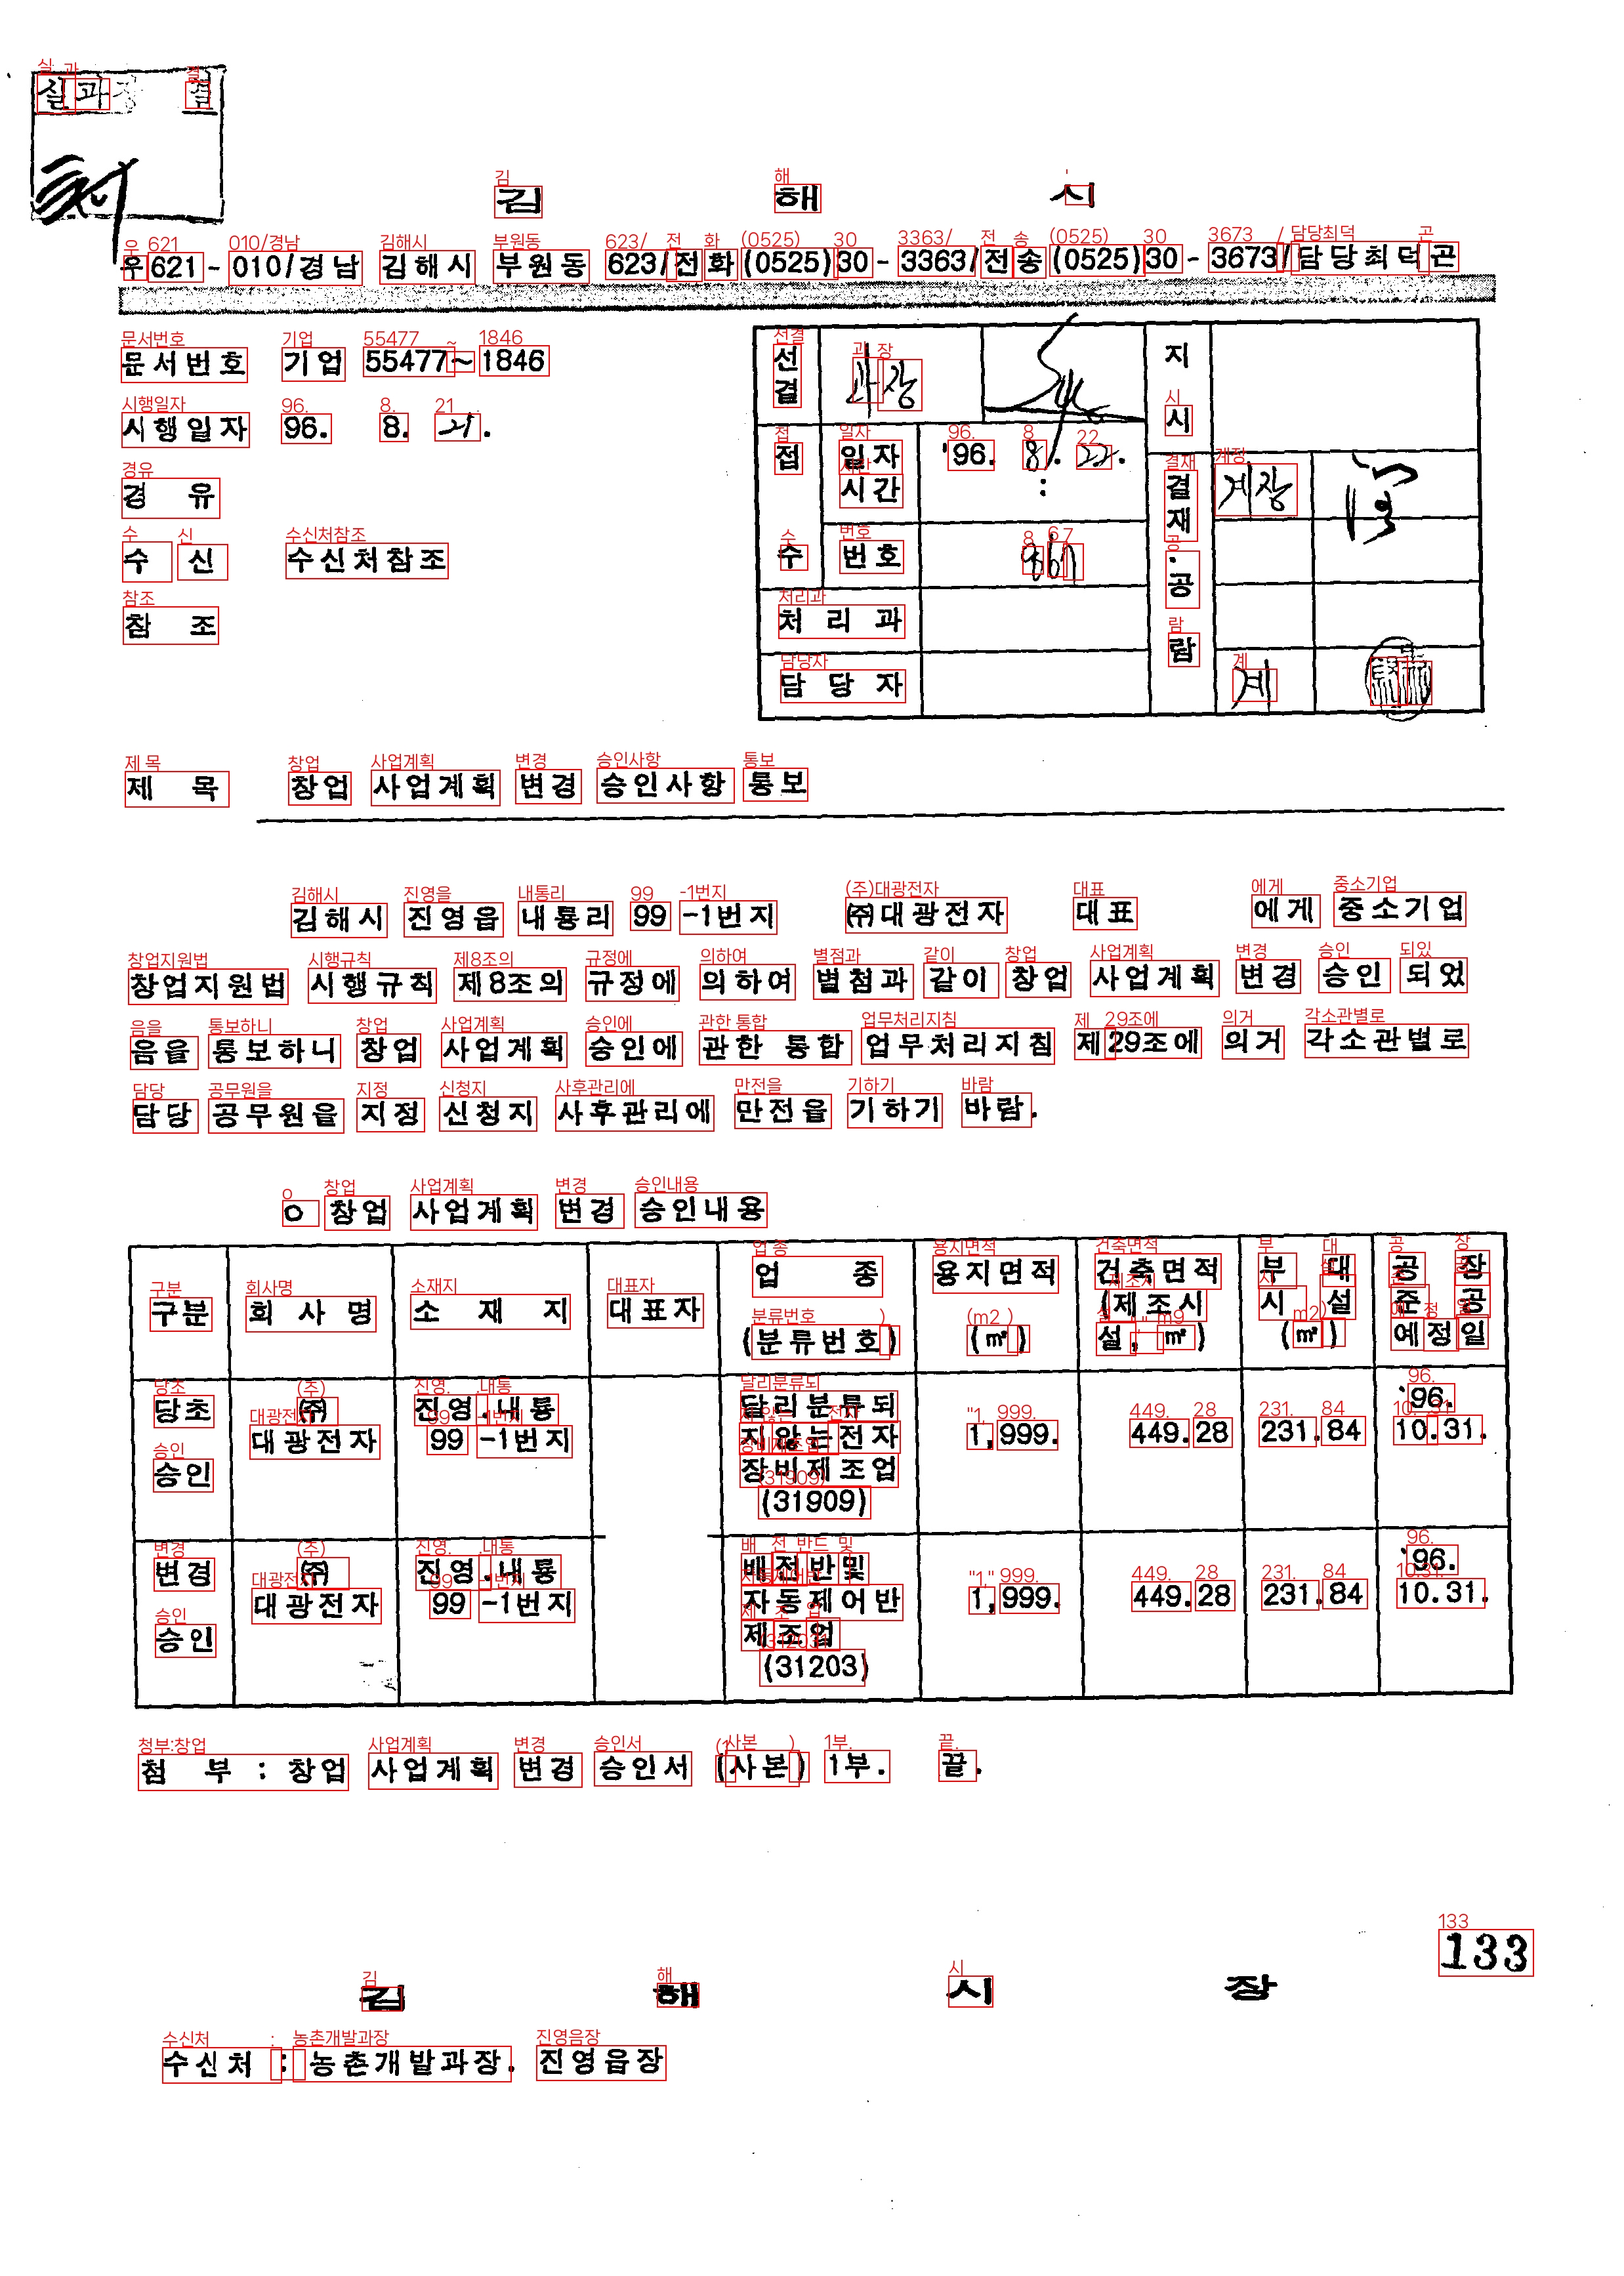 실 과 장 결
김 해 시
우 621 - 010/경남 김해시 부원동 623/전화 (0525)30 - 3363/전송 (0525)30 - 3673/담당최덕곤
문서번호 기업 55477 ~ 1846
시행일자 96. 8. 21.
경 유
수 신 수신처참조
참 조
선결 과장 지시
접수 일자 '96. 8. 22.
시간 :
번호 867
처 리 과
담 당 자
결재·공람 계장
계
제 목 창업 사업계획 변경 승인사항 통보
김해시 진영읍 내룡리 99 -1번지 ㈜대광전자 대표 에게 중소기업
창업지원법 시행규칙 제8조의 규정에 의하여 별첨과 같이 창업 사업계획 변경 승인 되었
음을 통보하니 창업 사업계획 승인에 관한 통합 업무처리지침 제29조에 의거 각소관별로
담당 공무원을 지정 신청지 사후관리에 만전을 기하기 바람.
o 창업 사업계획 변경 승인내용
구분 회 사 명 소 재 지 대표자 업 종 (분류번호) 용지면적 (㎡) 건축면적 (제조시설, ㎡) 부대시설 (㎡) 공장준공예정일
당초 승인 ㈜ 대광전자 진영.내룡 99 -1번지 달리분류되지않는전자장비제조업 (31909) 1,999. 449.28 231.84 '96. 10.31.
변경 승인 ㈜ 대광전자 진영.내룡 99 -1번지 배전반및 자동제어반 제조업 (31203) 1,999. 449.28 231.84 '96. 10.31.
첨 부 : 창업 사업계획 변경 승인서 (사본) 1부. 끝.
133
김 해 시 장
수신처 : 농촌개발과장. 진영읍장